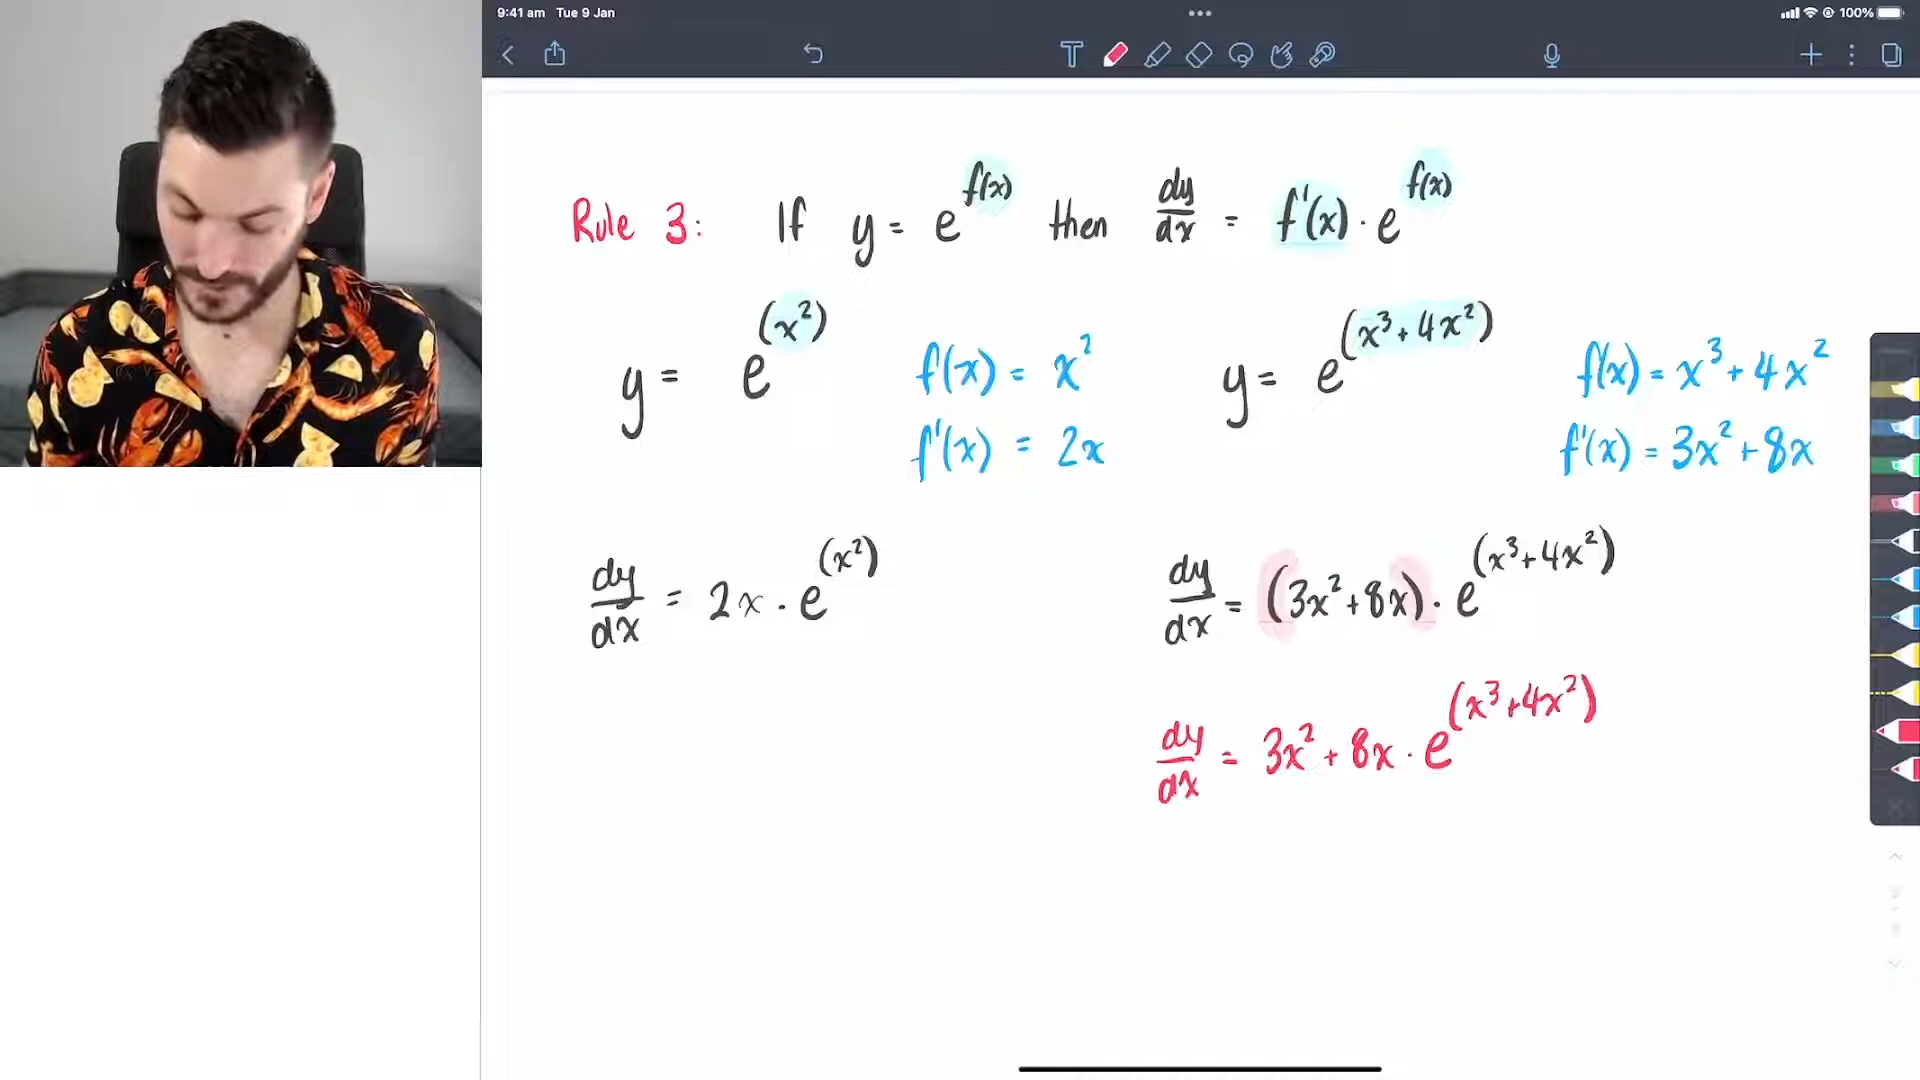 9:41 am Tue 9 Jan
100%
T
Rule 3: If y = e^f(x) then dy/dx = f'(x) · e^f(x)
y = e^(x²)
f(x) = x²
f'(x) = 2x
dy/dx = 2x · e^(x²)
y = e^(x³+4x²)
f(x) = x³+4x²
f'(x) = 3x²+8x
dy/dx = (3x²+8x) · e^(x³+4x²)
dy/dx = 3x²+8x · e^(x³+4x²)